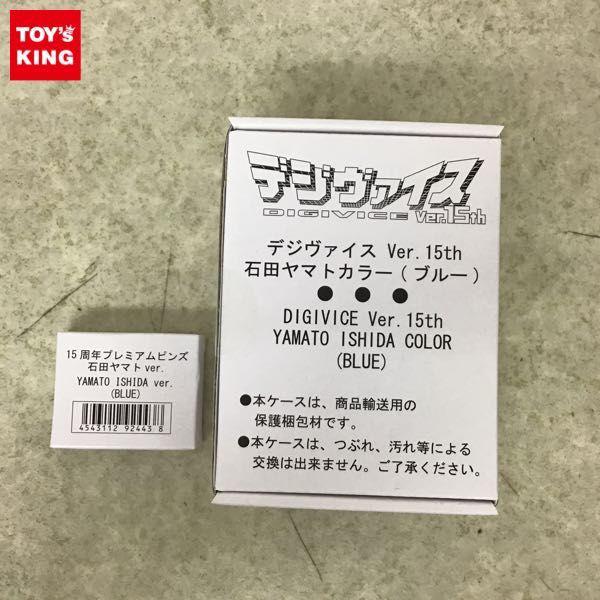 TOY's
KING
デジヴァイス
DIGIVICE Ver.15th
デジヴァイス Ver.15th
石田ヤマトカラー(ブルー)
●●●
DIGIVICE Ver.15th
YAMATO ISHIDA COLOR
(BLUE)
●本ケースは、商品輸送用の
保護梱包材です。
●本ケースは、つぶれ、汚れ等による
交換は出来ません。ご了承ください。
15周年プレミアムピンズ
石田ヤマトver.
YAMATO ISHIDA ver.
(BLUE)
4543112 92443 8